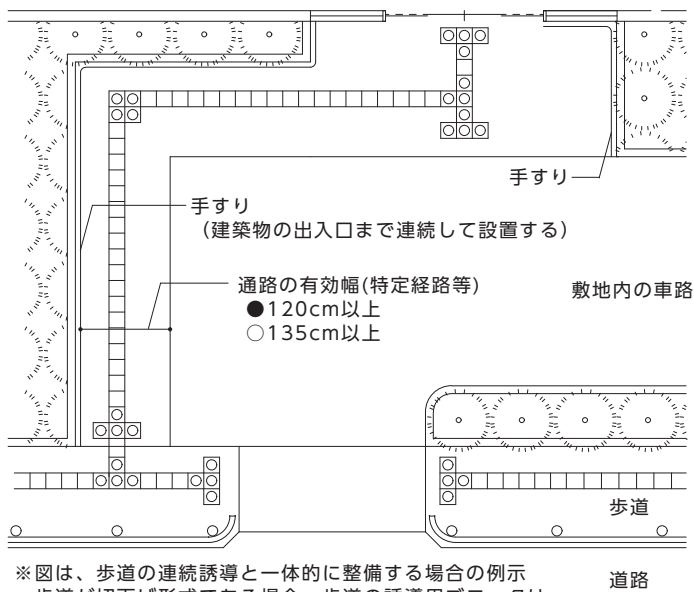 手すり
手すり
（建築物の出入口まで連続して設置する）
通路の有効幅(特定経路等)
●120cm以上
○135cm以上
敷地内の車路
歩道
※図は、歩道の連続誘導と一体的に整備する場合の例示
道路